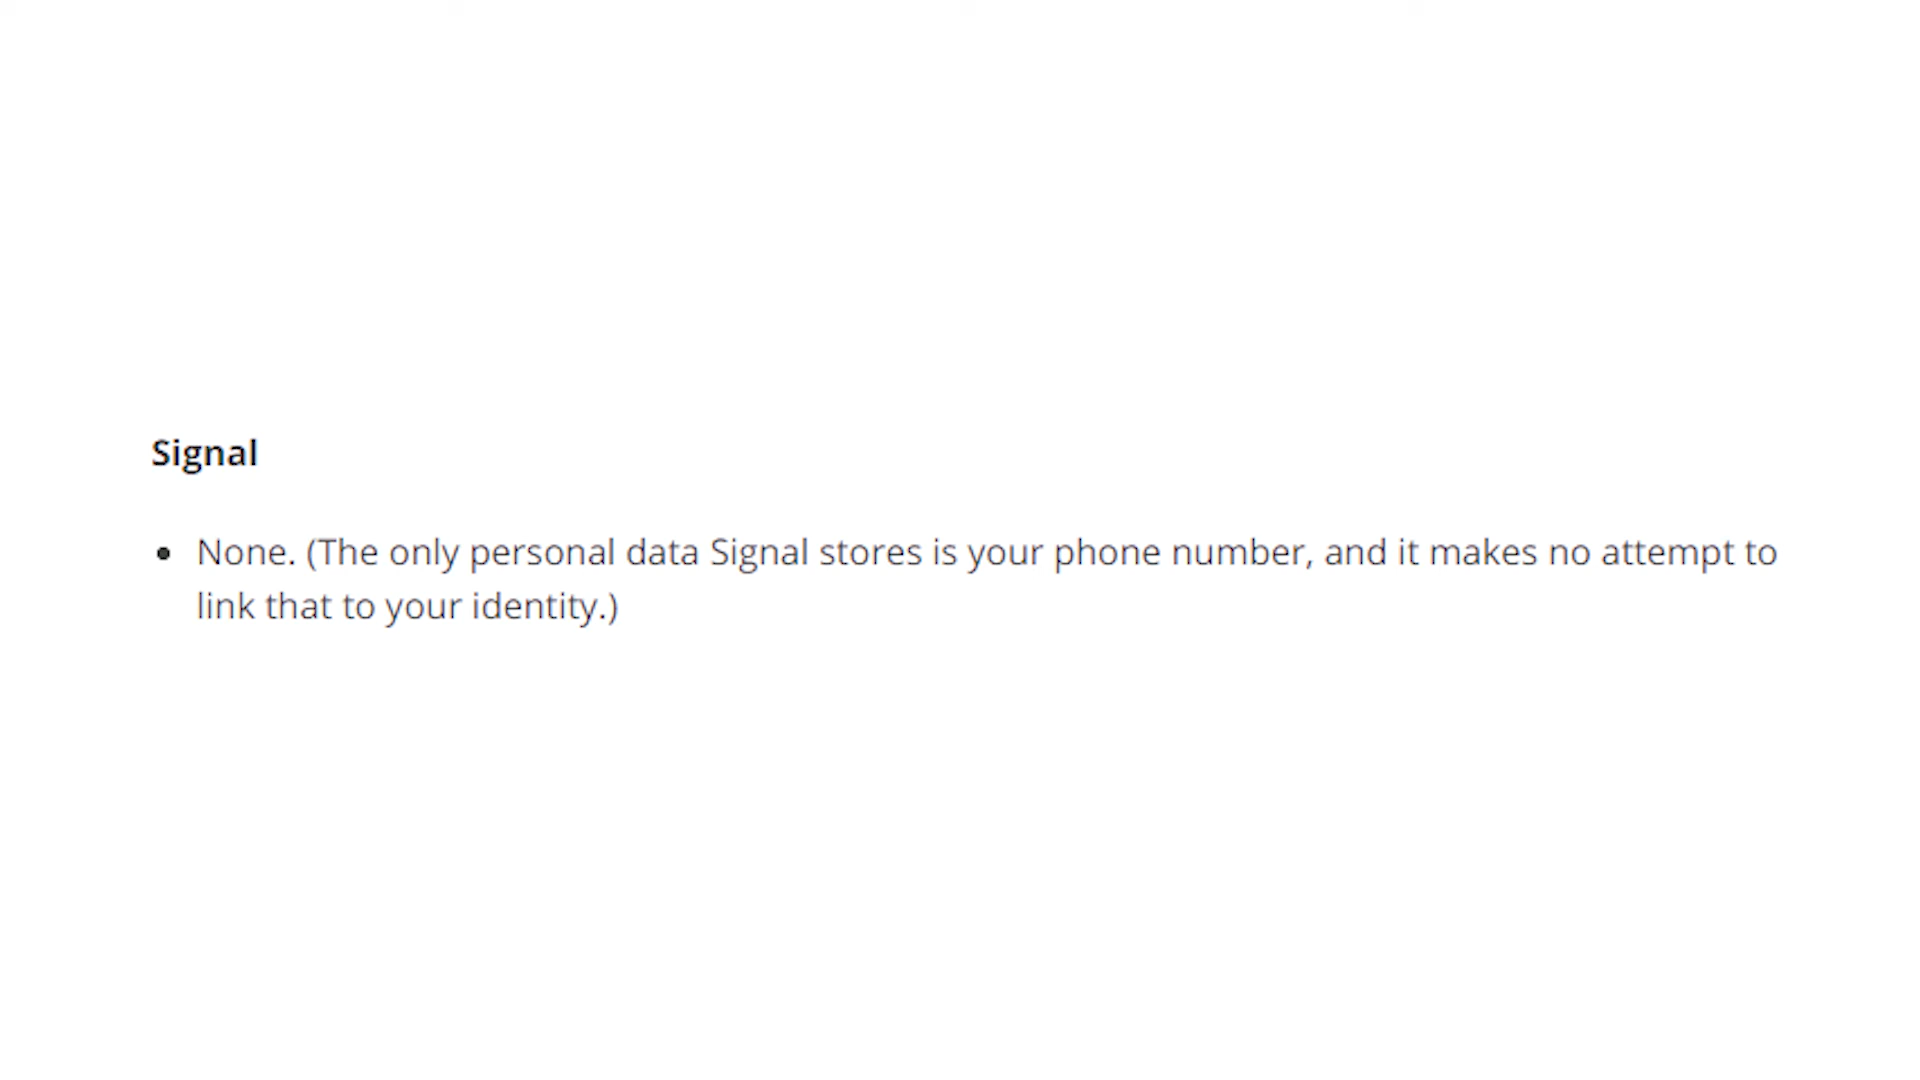 Signal
• None. (The only personal data Signal stores is your phone number, and it makes no attempt to
link that to your identity.)